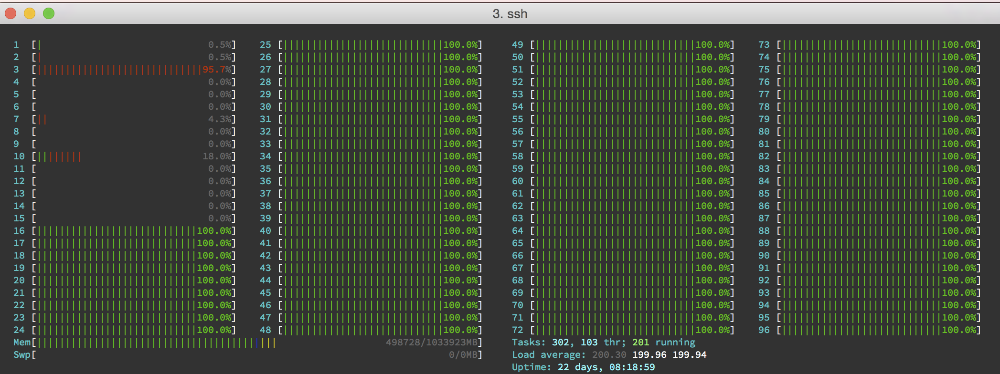 3. ssh
1 [| 0.5%] 25 [||||||||||||||||||||||||||||100.0%] 49 [||||||||||||||||||||||||||||100.0%] 73 [||||||||||||||||||||||||||||100.0%]
2 [| 0.5%] 26 [||||||||||||||||||||||||||||100.0%] 50 [||||||||||||||||||||||||||||100.0%] 74 [||||||||||||||||||||||||||||100.0%]
3 [|||||||||||||||||||||||||||||95.7%] 27 [||||||||||||||||||||||||||||100.0%] 51 [||||||||||||||||||||||||||||100.0%] 75 [||||||||||||||||||||||||||||100.0%]
4 [ 0.0%] 28 [||||||||||||||||||||||||||||100.0%] 52 [||||||||||||||||||||||||||||100.0%] 76 [||||||||||||||||||||||||||||100.0%]
5 [ 0.0%] 29 [||||||||||||||||||||||||||||100.0%] 53 [||||||||||||||||||||||||||||100.0%] 77 [||||||||||||||||||||||||||||100.0%]
6 [ 0.0%] 30 [||||||||||||||||||||||||||||100.0%] 54 [||||||||||||||||||||||||||||100.0%] 78 [||||||||||||||||||||||||||||100.0%]
7 [|| 4.3%] 31 [||||||||||||||||||||||||||||100.0%] 55 [||||||||||||||||||||||||||||100.0%] 79 [||||||||||||||||||||||||||||100.0%]
8 [ 0.0%] 32 [||||||||||||||||||||||||||||100.0%] 56 [||||||||||||||||||||||||||||100.0%] 80 [||||||||||||||||||||||||||||100.0%]
9 [ 0.0%] 33 [||||||||||||||||||||||||||||100.0%] 57 [||||||||||||||||||||||||||||100.0%] 81 [||||||||||||||||||||||||||||100.0%]
10 [|||||||| 18.0%] 34 [||||||||||||||||||||||||||||100.0%] 58 [||||||||||||||||||||||||||||100.0%] 82 [||||||||||||||||||||||||||||100.0%]
11 [ 0.0%] 35 [||||||||||||||||||||||||||||100.0%] 59 [||||||||||||||||||||||||||||100.0%] 83 [||||||||||||||||||||||||||||100.0%]
12 [ 0.0%] 36 [||||||||||||||||||||||||||||100.0%] 60 [||||||||||||||||||||||||||||100.0%] 84 [||||||||||||||||||||||||||||100.0%]
13 [ 0.0%] 37 [||||||||||||||||||||||||||||100.0%] 61 [||||||||||||||||||||||||||||100.0%] 85 [||||||||||||||||||||||||||||100.0%]
14 [ 0.0%] 38 [||||||||||||||||||||||||||||100.0%] 62 [||||||||||||||||||||||||||||100.0%] 86 [||||||||||||||||||||||||||||100.0%]
15 [ 0.0%] 39 [||||||||||||||||||||||||||||100.0%] 63 [||||||||||||||||||||||||||||100.0%] 87 [||||||||||||||||||||||||||||100.0%]
16 [||||||||||||||||||||||||||||100.0%] 40 [||||||||||||||||||||||||||||100.0%] 64 [||||||||||||||||||||||||||||100.0%] 88 [||||||||||||||||||||||||||||100.0%]
17 [||||||||||||||||||||||||||||100.0%] 41 [||||||||||||||||||||||||||||100.0%] 65 [||||||||||||||||||||||||||||100.0%] 89 [||||||||||||||||||||||||||||100.0%]
18 [||||||||||||||||||||||||||||100.0%] 42 [||||||||||||||||||||||||||||100.0%] 66 [||||||||||||||||||||||||||||100.0%] 90 [||||||||||||||||||||||||||||100.0%]
19 [||||||||||||||||||||||||||||100.0%] 43 [||||||||||||||||||||||||||||100.0%] 67 [||||||||||||||||||||||||||||100.0%] 91 [||||||||||||||||||||||||||||100.0%]
20 [||||||||||||||||||||||||||||100.0%] 44 [||||||||||||||||||||||||||||100.0%] 68 [||||||||||||||||||||||||||||100.0%] 92 [||||||||||||||||||||||||||||100.0%]
21 [||||||||||||||||||||||||||||100.0%] 45 [||||||||||||||||||||||||||||100.0%] 69 [||||||||||||||||||||||||||||100.0%] 93 [||||||||||||||||||||||||||||100.0%]
22 [||||||||||||||||||||||||||||100.0%] 46 [||||||||||||||||||||||||||||100.0%] 70 [||||||||||||||||||||||||||||100.0%] 94 [||||||||||||||||||||||||||||100.0%]
23 [||||||||||||||||||||||||||||100.0%] 47 [||||||||||||||||||||||||||||100.0%] 71 [||||||||||||||||||||||||||||100.0%] 95 [||||||||||||||||||||||||||||100.0%]
24 [||||||||||||||||||||||||||||100.0%] 48 [||||||||||||||||||||||||||||100.0%] 72 [||||||||||||||||||||||||||||100.0%] 96 [||||||||||||||||||||||||||||100.0%]
Mem[|||||||||||||||||||||||||||||||||||||||||| 498728/1033923MB] Tasks: 302, 103 thr; 201 running
Swp[ 0/0MB] Load average: 200.30 199.96 199.94
Uptime: 22 days, 08:18:59